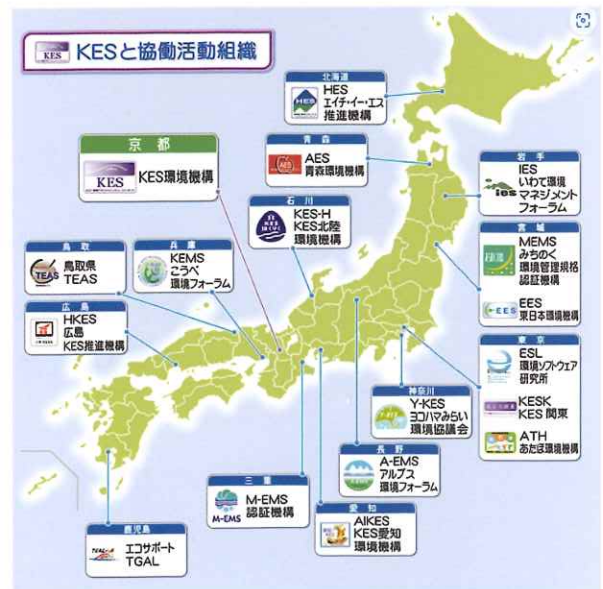 KES KESと協働活動組織
北海道
HES
HES
エイチ・イー・エス
推進機構
京都
KES
KES環境機構
青森
AES
AES
青森環境機構
岩手
ies
IES
いわて環境
マネジメント
フォーラム
石川
KES-H
KES北陸
環境機構
宮城
MEMS
みちのく
環境管理規格
認証機構
EES
EES
東日本環境機構
鳥取
TEAS
鳥取県
TEAS
兵庫
KEMS
こうべ
環境フォーラム
広島
HKES
広島
KES推進機構
東京
ESL
環境ソフトウェア
研究所
KESK
KES関東
ATH
あたぼ環境機構
神奈川
Y-KES
ヨコハマみらい
環境協議会
長野
A-EMS
アルプス
環境フォーラム
三重
M-EMS
M-EMS
認証機構
愛知
AIKES
KES愛知
環境機構
鹿児島
TGAL
エコサポート
TGAL